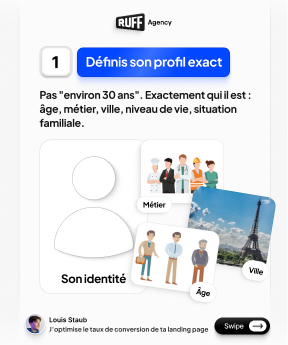 RUFF Agency
1 Définis son profil exact
Pas "environ 30 ans". Exactement qui il est :
âge, métier, ville, niveau de vie, situation
familiale.
Métier
Ville
Son identité
Âge
Louis Staub
J'optimise le taux de conversion de ta landing page
Swipe